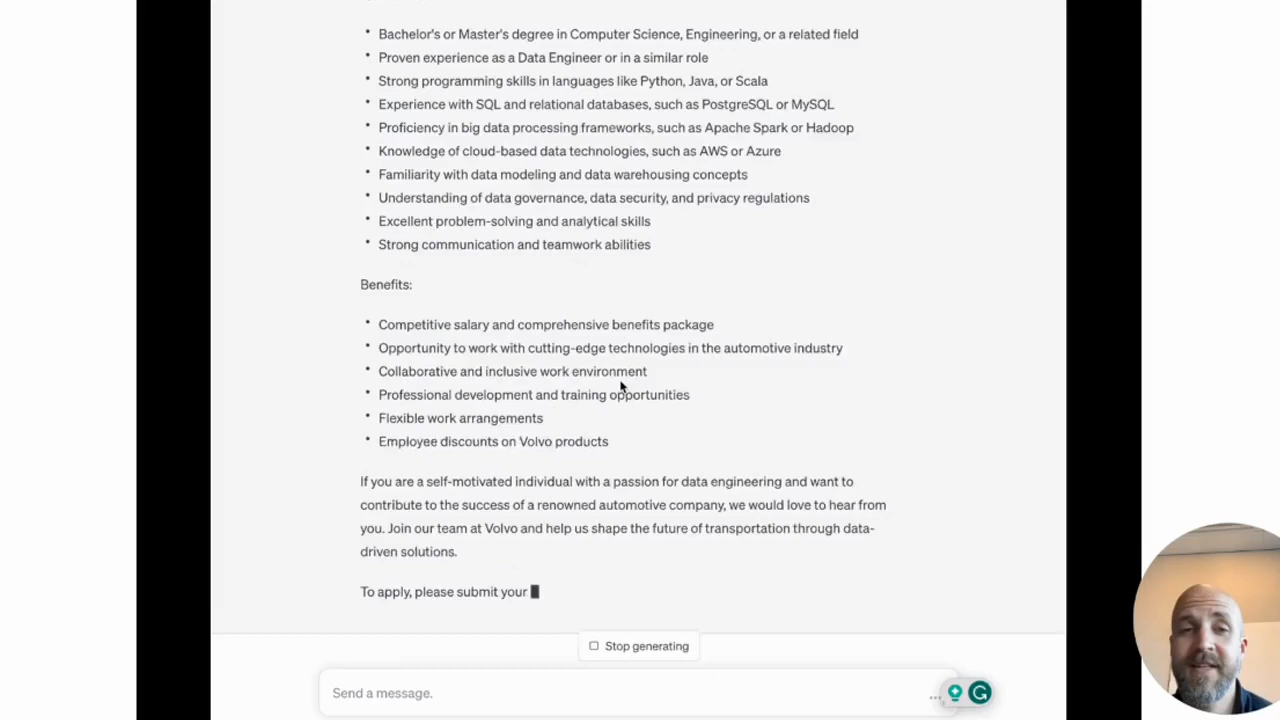 • Bachelor's or Master's degree in Computer Science, Engineering, or a related field
• Proven experience as a Data Engineer or in a similar role
• Strong programming skills in languages like Python, Java, or Scala
• Experience with SQL and relational databases, such as PostgreSQL or MySQL
• Proficiency in big data processing frameworks, such as Apache Spark or Hadoop
• Knowledge of cloud-based data technologies, such as AWS or Azure
• Familiarity with data modeling and data warehousing concepts
• Understanding of data governance, data security, and privacy regulations
• Excellent problem-solving and analytical skills
• Strong communication and teamwork abilities
Benefits:
• Competitive salary and comprehensive benefits package
• Opportunity to work with cutting-edge technologies in the automotive industry
• Collaborative and inclusive work environment
• Professional development and training opportunities
• Flexible work arrangements
• Employee discounts on Volvo products
If you are a self-motivated individual with a passion for data engineering and want to
contribute to the success of a renowned automotive company, we would love to hear from
you. Join our team at Volvo and help us shape the future of transportation through data-
driven solutions.
To apply, please submit your
Stop generating
Send a message.